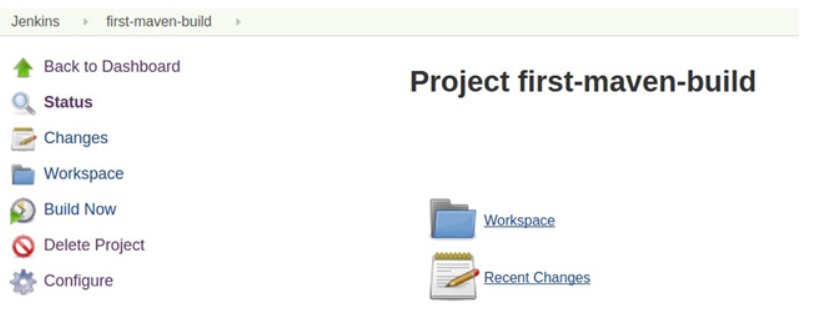 Jenkins first-maven-build
Back to Dashboard
Status
Changes
Workspace
Build Now
Delete Project
Configure
Project first-maven-build
Workspace
Recent Changes